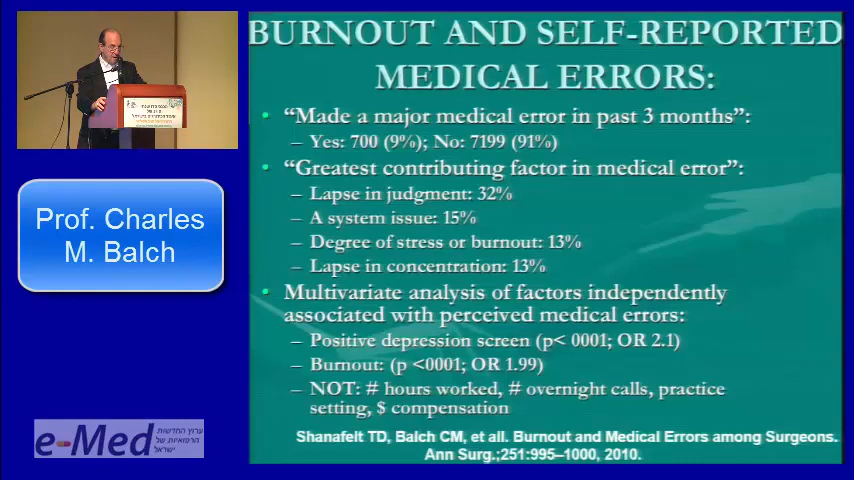 BURNOUT AND SELF-REPORTED
MEDICAL ERRORS:
• “Made a major medical error in past 3 months”:
– Yes: 700 (9%); No: 7199 (91%)
• “Greatest contributing factor in medical error”:
– Lapse in judgment: 32%
– A system issue: 15%
– Degree of stress or burnout: 13%
– Lapse in concentration: 13%
• Multivariate analysis of factors independently
associated with perceived medical errors:
– Positive depression screen (p< 0001; OR 2.1)
– Burnout: (p <0001; OR 1.99)
– NOT: # hours worked, # overnight calls, practice
setting, $ compensation
Shanafelt TD, Balch CM, et all. Burnout and Medical Errors among Surgeons.
Ann Surg.;251:995–1000, 2010.
Prof. Charles
M. Balch
e-Med
ערוץ החדשות
הרפואיות של
ישראל